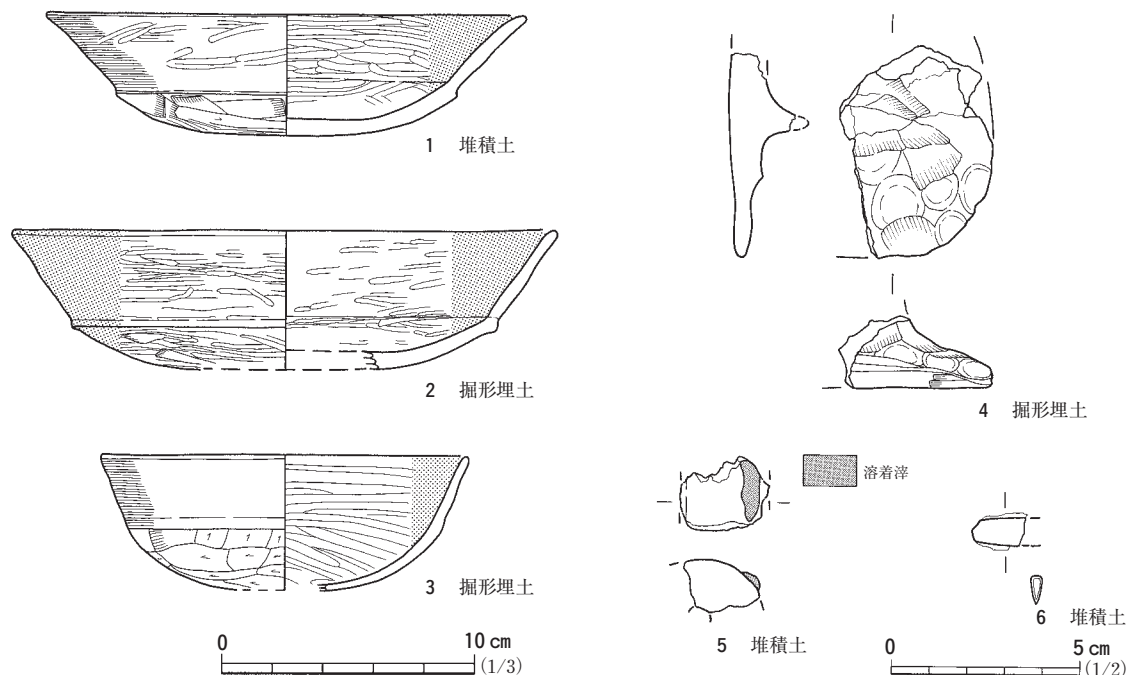 1 堆積土
2 掘形埋土
3 掘形埋土
0 10 cm
(1/3)
4 掘形埋土
溶着滓
5 堆積土
6 堆積土
0 5 cm
(1/2)